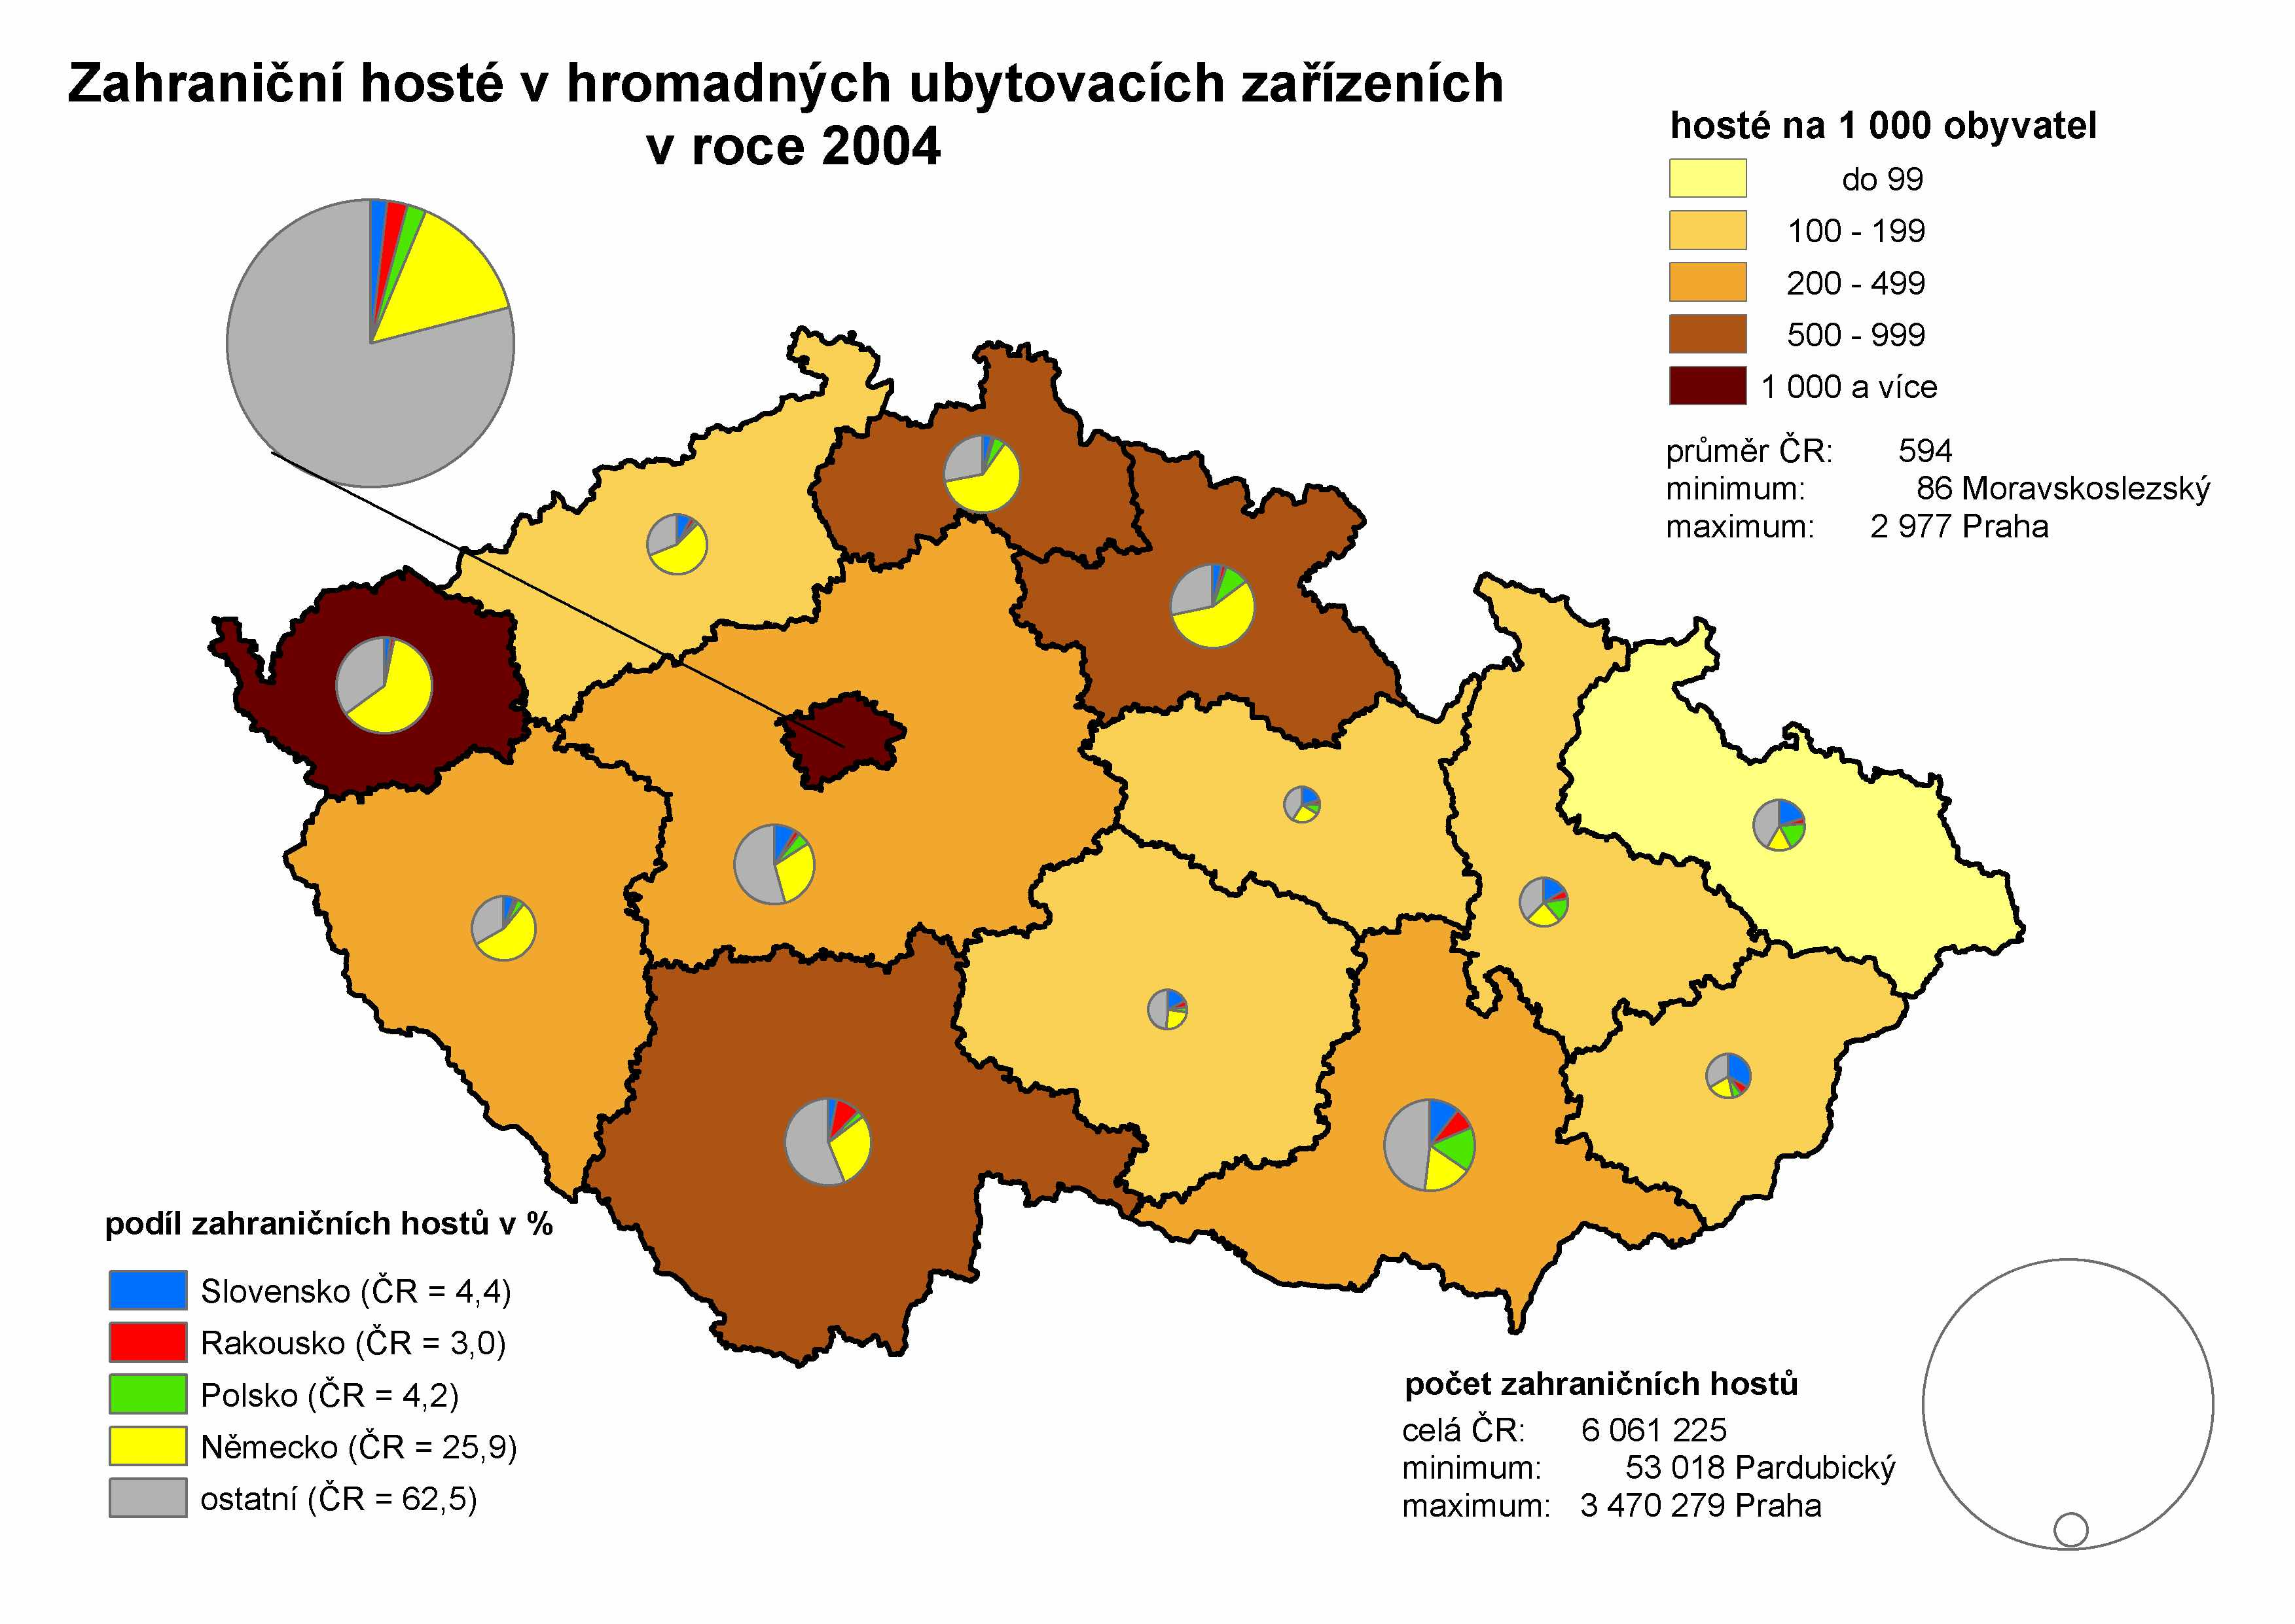 Zahraniční hosté v hromadných ubytovacích zařízeních
v roce 2004
hosté na 1 000 obyvatel
do 99
100 - 199
200 - 499
500 - 999
1 000 a více
průměr ČR: 594
minimum: 86 Moravskoslezský
maximum: 2 977 Praha
podíl zahraničních hostů v %
Slovensko (ČR = 4,4)
Rakousko (ČR = 3,0)
Polsko (ČR = 4,2)
Německo (ČR = 25,9)
ostatní (ČR = 62,5)
počet zahraničních hostů
celá ČR: 6 061 225
minimum: 53 018 Pardubický
maximum: 3 470 279 Praha